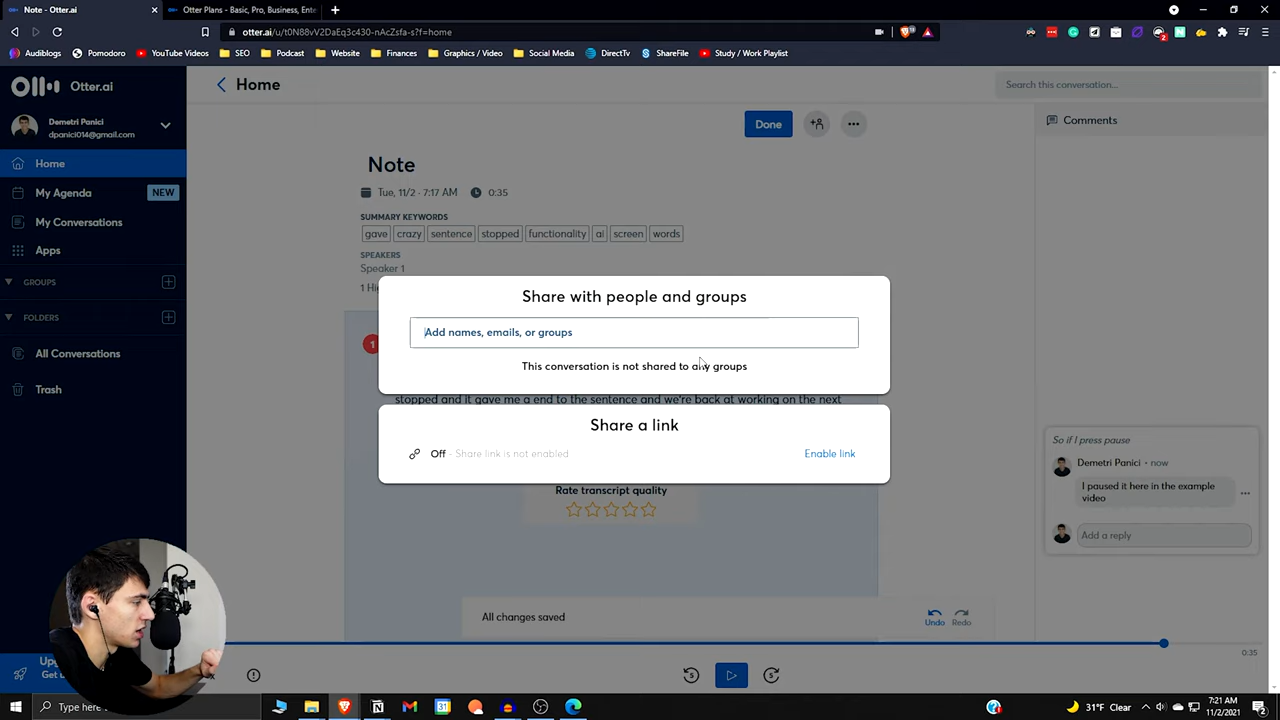 Note - Otter.ai
Otter Plans - Basic, Pro, Business, Ente
otter.ai/u/t0N88vV2DaEq3c430-nAcZsfa-s?f=home
Audiblogs
Pomodoro
YouTube Videos
SEO
Podcast
Website
Finances
Graphics / Video
Social Media
DirectTv
ShareFile
Study / Work Playlist
Otter.ai
Home
Search this conversation...
Demetri Panici
dpanici014@gmail.com
Done
Comments
Home
My Agenda
NEW
My Conversations
Apps
GROUPS
FOLDERS
All Conversations
Trash
Note
Tue, 11/2 · 7:17 AM
0:35
SUMMARY KEYWORDS
gave
crazy
sentence
stopped
functionality
ai
screen
words
SPEAKERS
Speaker 1
Share with people and groups
Add names, emails, or groups
1
This conversation is not shared to any groups
stopped and it gave me a end to the sentence and we're back at working on the next
Share a link
Off - Share link is not enabled
Enable link
Rate transcript quality
So if I press pause
Demetri Panici · now
I paused it here in the example
video
Add a reply
All changes saved
Undo
Redo
0:35
5
5
Type here
31°F Clear
7:21 AM
11/2/2021